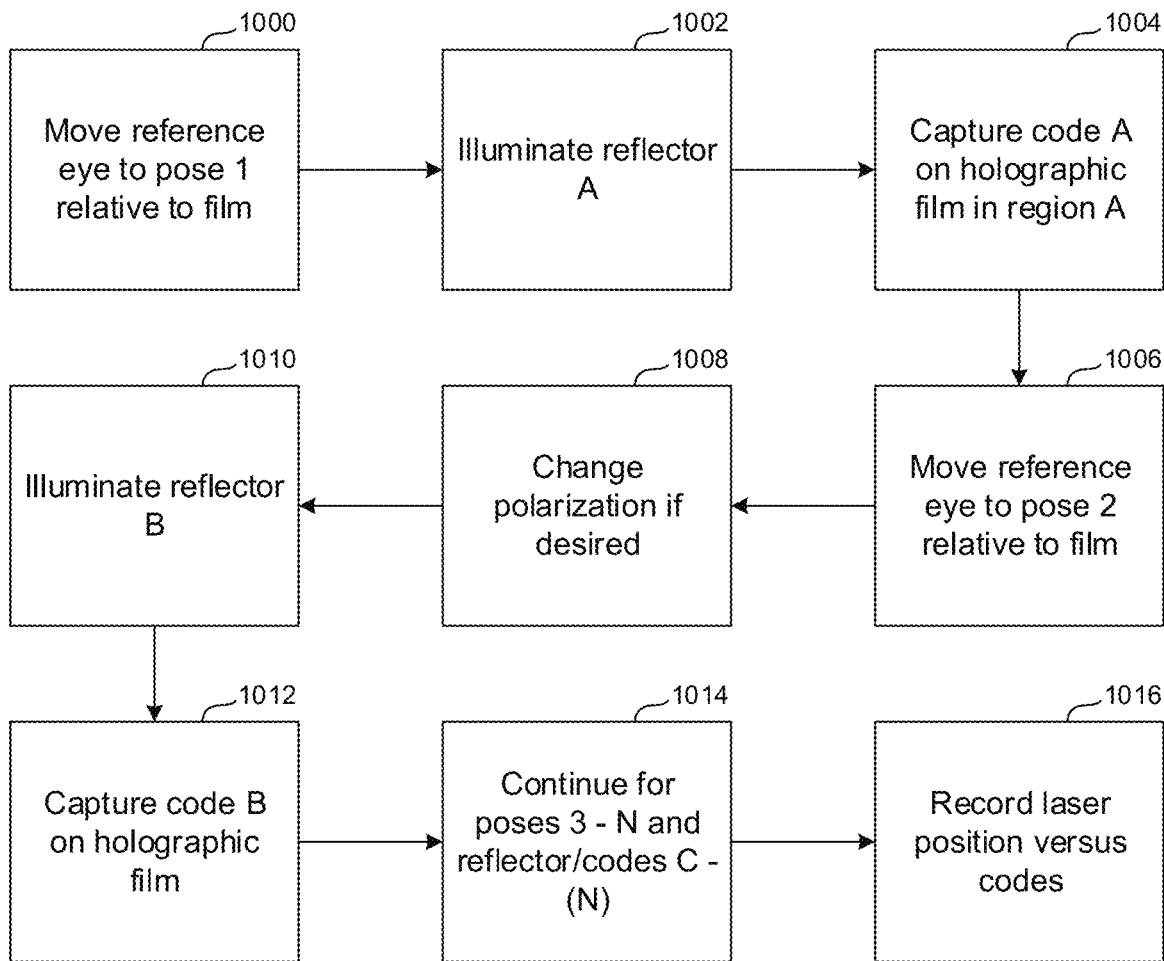 1000
Move reference
eye to pose 1
relative to film
1002
Illuminate reflector
A
1004
Capture code A
on holographic
film in region A
1006
Move reference
eye to pose 2
relative to film
1008
Change
polarization if
desired
1010
Illuminate reflector
B
1012
Capture code B
on holographic
film
1014
Continue for
poses 3 - N and
reflector/codes C -
(N)
1016
Record laser
position versus
codes